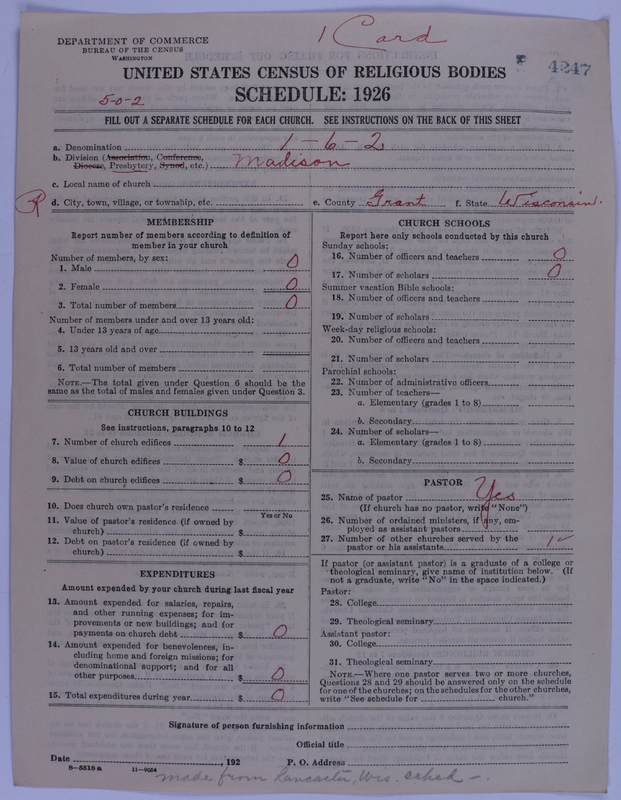 1 Card
DEPARTMENT OF COMMERCE
BUREAU OF THE CENSUS
WASHINGTON
4247
UNITED STATES CENSUS OF RELIGIOUS BODIES
5-0-2
SCHEDULE: 1926
FILL OUT A SEPARATE SCHEDULE FOR EACH CHURCH. SEE INSTRUCTIONS ON THE BACK OF THIS SHEET
a. Denomination 1-6-2
b. Division (Association, Conference,
Diocese, Presbytery, Synod, etc.) Madison
c. Local name of church
R d. City, town, village, or township, etc. e. County Grant f. State Wisconsin.
MEMBERSHIP
Report number of members according to definition of
member in your church
Number of members, by sex:
1. Male 0
2. Female 0
3. Total number of members 0
Number of members under and over 13 years old:
4. Under 13 years of age
5. 13 years old and over
6. Total number of members
NOTE.—The total given under Question 6 should be the
same as the total of males and females given under Question 3.
CHURCH BUILDINGS
See instructions, paragraphs 10 to 12
7. Number of church edifices 1
8. Value of church edifices $ 0
9. Debt on church edifices $ 0
10. Does church own pastor's residence
Yes or No
11. Value of pastor's residence (if owned by
church) $
12. Debt on pastor's residence (if owned by
church) $
EXPENDITURES
Amount expended by your church during last fiscal year
13. Amount expended for salaries, repairs,
and other running expenses; for im-
provements or new buildings; and for
payments on church debt $ 0
14. Amount expended for benevolences, in-
cluding home and foreign missions; for
denominational support; and for all
other purposes $ 0
15. Total expenditures during year $ 0
CHURCH SCHOOLS
Report here only schools conducted by this church
Sunday schools:
16. Number of officers and teachers 0
17. Number of scholars 0
Summer vacation Bible schools:
18. Number of officers and teachers
19. Number of scholars
Week-day religious schools:
20. Number of officers and teachers
21. Number of scholars
Parochial schools:
22. Number of administrative officers
23. Number of teachers—
a. Elementary (grades 1 to 8)
b. Secondary
24. Number of scholars—
a. Elementary (grades 1 to 8)
b. Secondary
PASTOR
25. Name of pastor Yes
(If church has no pastor, write "None")
26. Number of ordained ministers, if any, em-
ployed as assistant pastors
27. Number of other churches served by the
pastor or his assistants 1
If pastor (or assistant pastor) is a graduate of a college or
theological seminary, give name of institution below. (If
not a graduate, write "No" in the space indicated.)
Pastor:
28. College
29. Theological seminary
Assistant pastor:
30. College
31. Theological seminary
NOTE.—Where one pastor serves two or more churches,
Questions 28 and 29 should be answered only on the schedule
for one of the churches; on the schedules for the other churches,
write "See schedule for church."
Signature of person furnishing information
Official title
Date , 192 P. O. Address
8-5518a 11-9054
made from Lancaster, Wis. sched -.